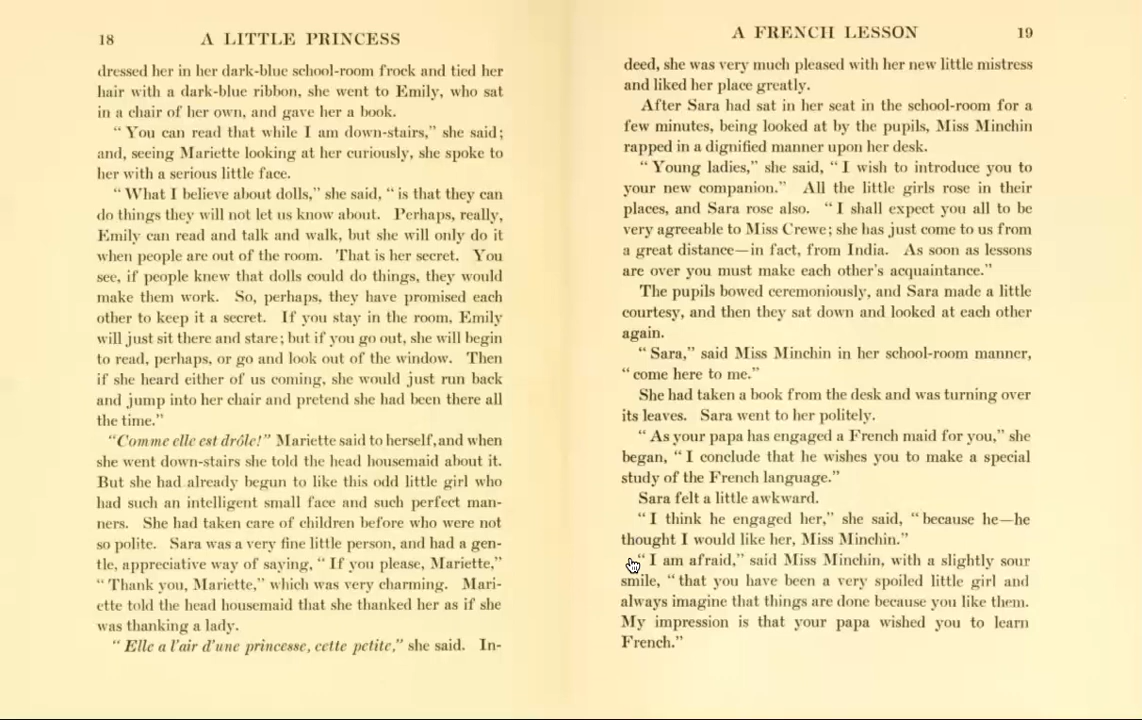 18 A LITTLE PRINCESS
dressed her in her dark-blue school-room frock and tied her
hair with a dark-blue ribbon, she went to Emily, who sat
in a chair of her own, and gave her a book.
“ You can read that while I am down-stairs,” she said;
and, seeing Mariette looking at her curiously, she spoke to
her with a serious little face.
“ What I believe about dolls,” she said, “ is that they can
do things they will not let us know about. Perhaps, really,
Emily can read and talk and walk, but she will only do it
when people are out of the room. That is her secret. You
see, if people knew that dolls could do things, they would
make them work. So, perhaps, they have promised each
other to keep it a secret. If you stay in the room, Emily
will just sit there and stare; but if you go out, she will begin
to read, perhaps, or go and look out of the window. Then
if she heard either of us coming, she would just run back
and jump into her chair and pretend she had been there all
the time.”
“Comme elle est drôle!” Mariette said to herself, and when
she went down-stairs she told the head housemaid about it.
But she had already begun to like this odd little girl who
had such an intelligent small face and such perfect man-
ners. She had taken care of children before who were not
so polite. Sara was a very fine little person, and had a gen-
tle, appreciative way of saying, “ If you please, Mariette,”
“ Thank you, Mariette,” which was very charming. Mari-
ette told the head housemaid that she thanked her as if she
was thanking a lady.
“ Elle a l’air d’une princesse, cette petite,” she said. In-
A FRENCH LESSON 19
deed, she was very much pleased with her new little mistress
and liked her place greatly.
After Sara had sat in her seat in the school-room for a
few minutes, being looked at by the pupils, Miss Minchin
rapped in a dignified manner upon her desk.
“ Young ladies,” she said, “ I wish to introduce you to
your new companion.” All the little girls rose in their
places, and Sara rose also. “ I shall expect you all to be
very agreeable to Miss Crewe; she has just come to us from
a great distance—in fact, from India. As soon as lessons
are over you must make each other’s acquaintance.”
The pupils bowed ceremoniously, and Sara made a little
courtesy, and then they sat down and looked at each other
again.
“ Sara,” said Miss Minchin in her school-room manner,
“ come here to me.”
She had taken a book from the desk and was turning over
its leaves. Sara went to her politely.
“ As your papa has engaged a French maid for you,” she
began, “ I conclude that he wishes you to make a special
study of the French language.”
Sara felt a little awkward.
“ I think he engaged her,” she said, “ because he—he
thought I would like her, Miss Minchin.”
“ I am afraid,” said Miss Minchin, with a slightly sour
smile, “ that you have been a very spoiled little girl and
always imagine that things are done because you like them.
My impression is that your papa wished you to learn
French.”